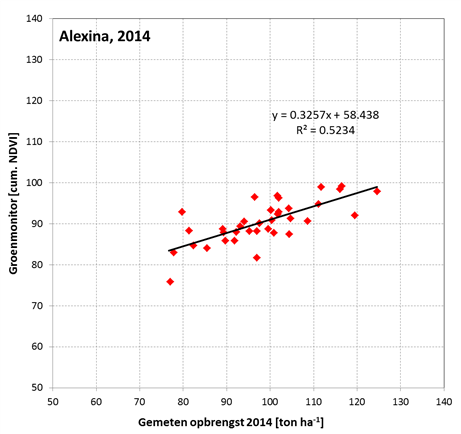 Alexina, 2014
y = 0.3257x + 58.438
R² = 0.5234
Groenmonitor [cum. NDVI]
140
130
120
110
100
90
80
70
60
50
50 60 70 80 90 100 110 120 130 140
Gemeten opbrengst 2014 [ton ha⁻¹]